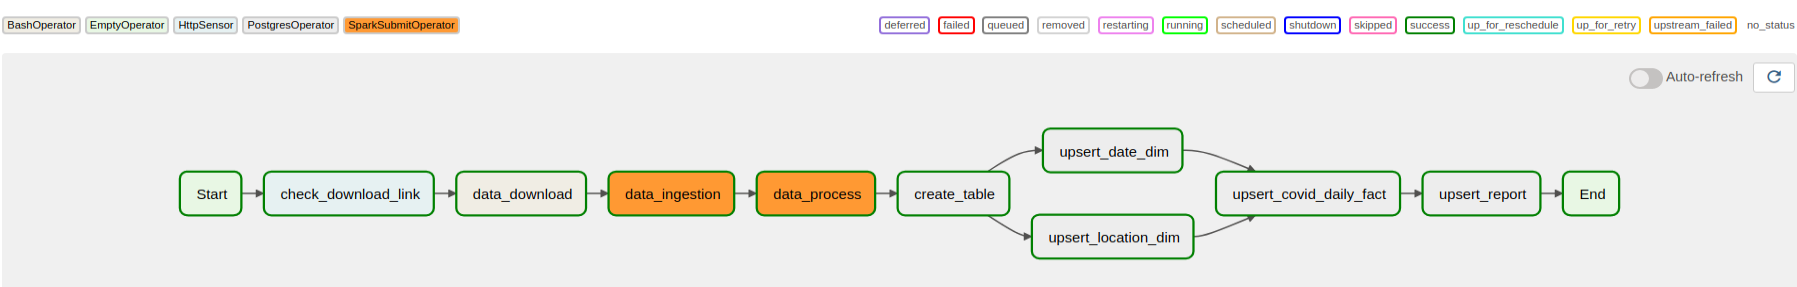 BashOperator EmptyOperator HttpSensor PostgresOperator SparkSubmitOperator deferred failed queued removed restarting running scheduled shutdown skipped success up_for_reschedule up_for_retry upstream_failed no_status
Auto-refresh
upsert_date_dim
Start check_download_link data_download data_ingestion data_process create_table upsert_covid_daily_fact upsert_report End
upsert_location_dim